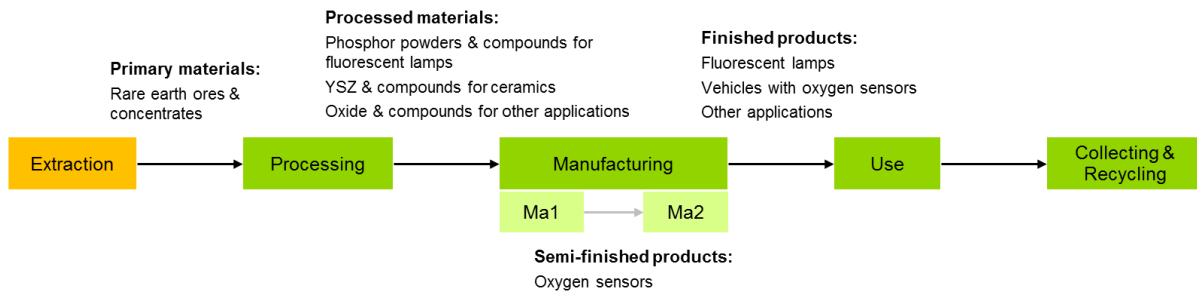 Processed materials:
Phosphor powders & compounds for
fluorescent lamps
YSZ & compounds for ceramics
Oxide & compounds for other applications
Finished products:
Fluorescent lamps
Vehicles with oxygen sensors
Other applications
Primary materials:
Rare earth ores &
concentrates
Extraction
Processing
Manufacturing
Use
Collecting &
Recycling
Ma1
Ma2
Semi-finished products:
Oxygen sensors